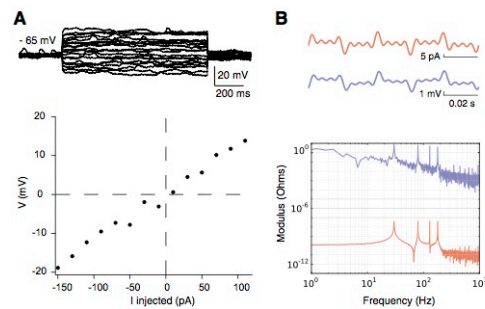 A
- 65 mV
20 mV
200 ms
V (mV)
20
10
0
-10
-20
-150
-100
-50
0
50
100
I injected (pA)
B
5 pA
1 mV
0.02 s
Modulus (Ohms)
10⁰
10⁻⁶
10⁻¹²
10⁰
10¹
10²
10³
Frequency (Hz)